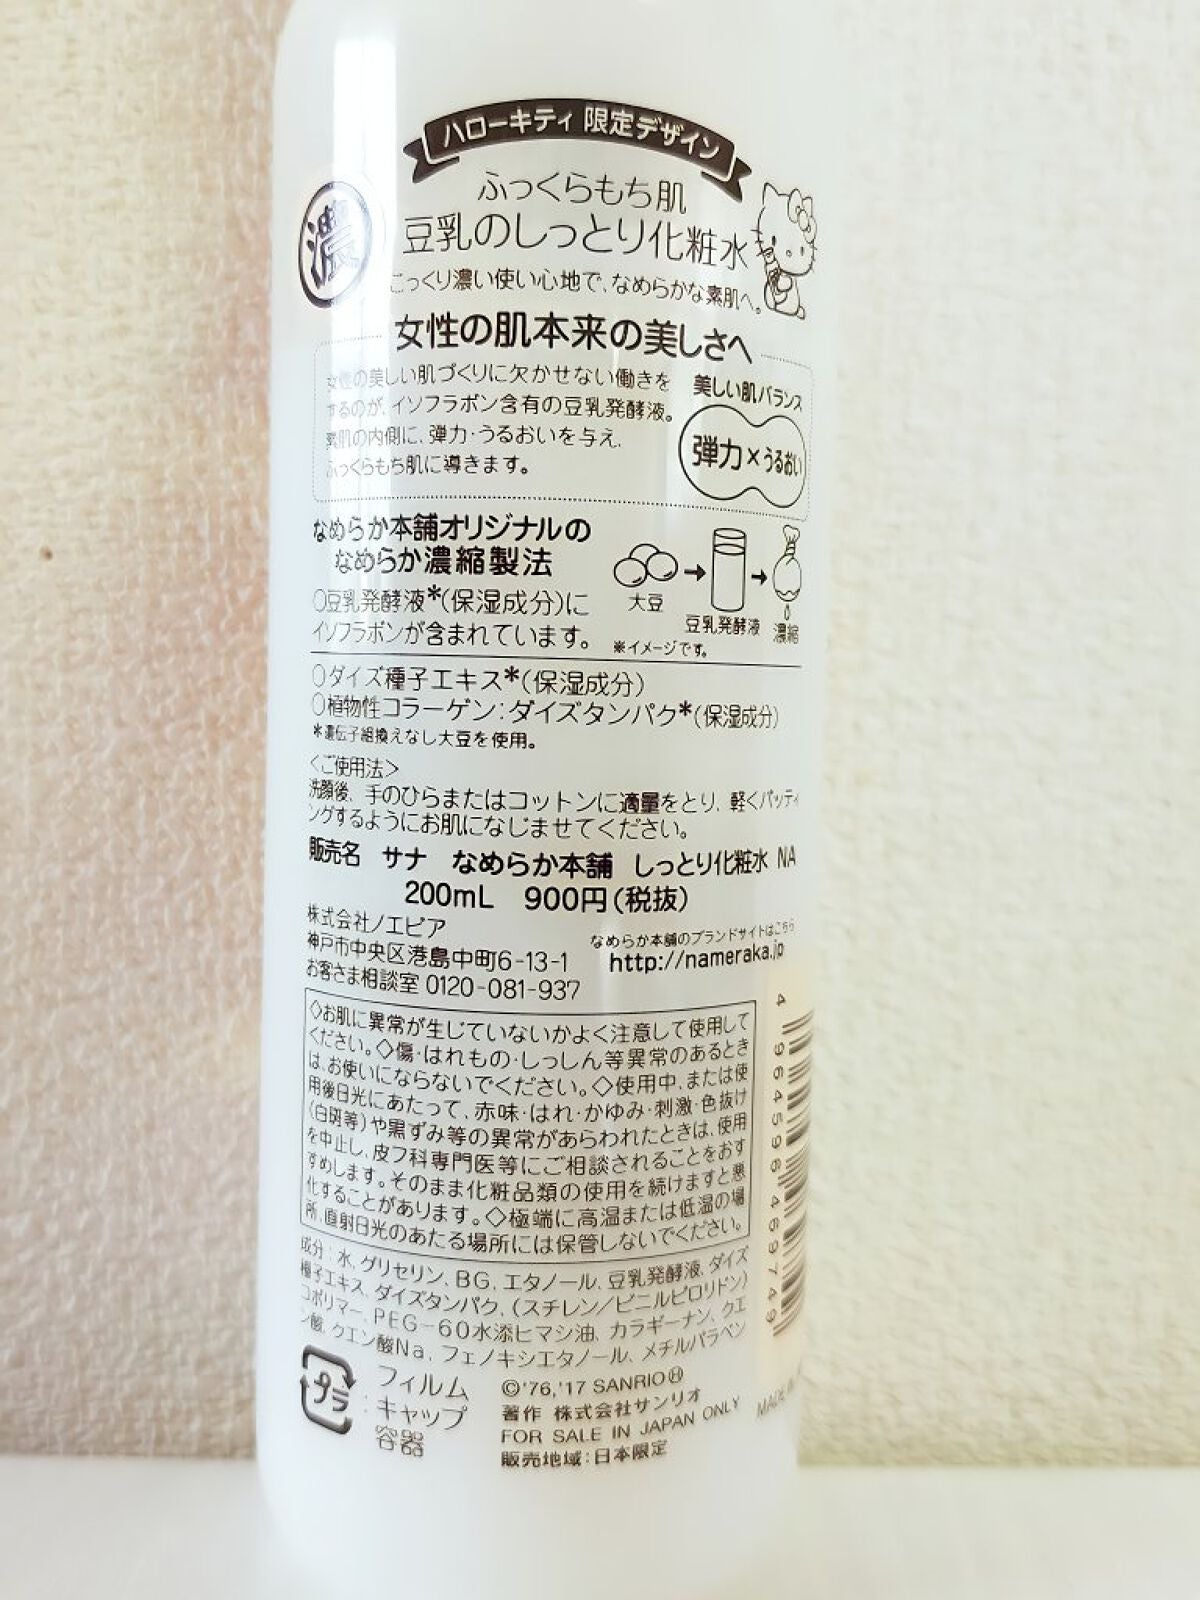 ハローキティ 限定デザイン
ふっくらもち肌
濃
豆乳のしっとり化粧水
こっくり濃い使い心地で、なめらかな素肌へ。
女性の肌本来の美しさへ
女性の美しい肌づくりに欠かせない働きを
するのが、イソフラボン含有の豆乳発酵液。
素肌の内側に、弾力・うるおいを与え、
ふっくらもち肌に導きます。
美しい肌バランス
弾力×うるおい
なめらか本舗オリジナルの
なめらか濃縮製法
○豆乳発酵液*(保湿成分)に
イソフラボンが含まれています。
大豆
豆乳発酵液
濃縮
※イメージです。
○ダイズ種子エキス*(保湿成分)
○植物性コラーゲン:ダイズタンパク*(保湿成分)
*遺伝子組換えなし大豆を使用。
<ご使用法>
洗顔後、手のひらまたはコットンに適量をとり、軽くパッティ
ングするようにお肌になじませてください。
販売名 サナ なめらか本舗 しっとり化粧水 NA
200mL 900円(税抜)
株式会社ノエビア
神戸市中央区港島中町6-13-1
お客さま相談室 0120-081-937
なめらか本舗のブランドサイトはこちら
http://nameraka.jp
◇お肌に異常が生じていないかよく注意して使用して
ください。◇傷・はれもの・しっしん等異常のあるとき
は、お使いにならないでください。◇使用中、または使
用後日光にあたって、赤味・はれ・かゆみ・刺激・色抜け
(白斑等)や黒ずみ等の異常があらわれたときは、使用
を中止し、皮フ科専門医等にご相談されることをおす
すめします。そのまま化粧品類の使用を続けますと悪
化することがあります。◇極端に高温または低温の場
所、直射日光のあたる場所には保管しないでください。
成分:水、グリセリン、BG、エタノール、豆乳発酵液、ダイズ
種子エキス、ダイズタンパク、(スチレン/ビニルピロリドン)
コポリマー、PEG-60水添ヒマシ油、カラギーナン、クエ
ン酸、クエン酸Na、フェノキシエタノール、メチルパラベン
プラ
フィルム
:キャップ
容器
©'76,'17 SANRIO Ⓗ
著作 株式会社サンリオ
FOR SALE IN JAPAN ONLY
販売地域:日本限定
4 964596 469749